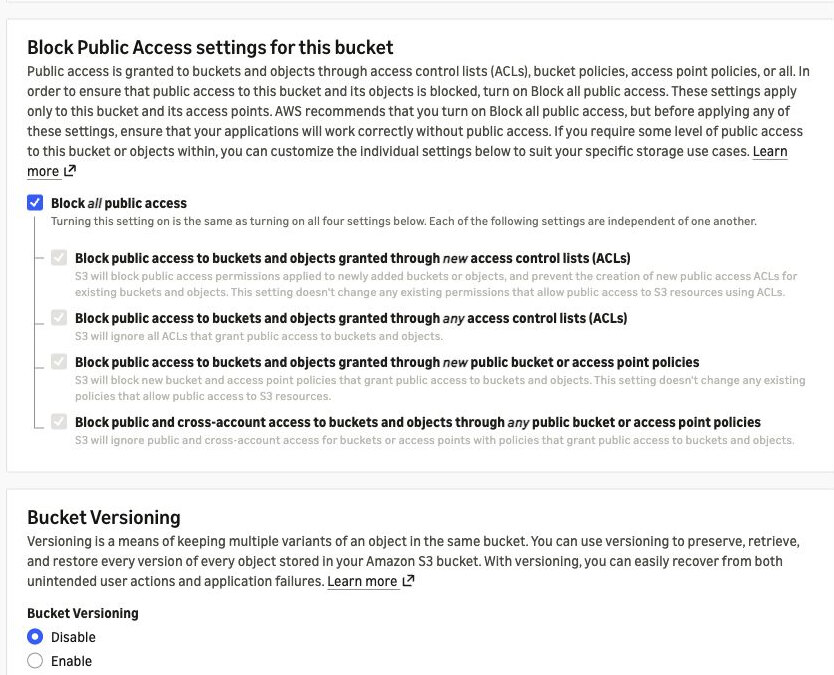 Block Public Access settings for this bucket
Public access is granted to buckets and objects through access control lists (ACLs), bucket policies, access point policies, or all. In
order to ensure that public access to this bucket and its objects is blocked, turn on Block all public access. These settings apply
only to this bucket and its access points. AWS recommends that you turn on Block all public access, but before applying any of
these settings, ensure that your applications will work correctly without public access. If you require some level of public access
to this bucket or objects within, you can customize the individual settings below to suit your specific storage use cases. Learn
more
Block all public access
Turning this setting on is the same as turning on all four settings below. Each of the following settings are independent of one another.
Block public access to buckets and objects granted through new access control lists (ACLs)
S3 will block public access permissions applied to newly added buckets or objects, and prevent the creation of new public access ACLs for
existing buckets and objects. This setting doesn't change any existing permissions that allow public access to S3 resources using ACLs.
Block public access to buckets and objects granted through any access control lists (ACLs)
S3 will ignore all ACLs that grant public access to buckets and objects.
Block public access to buckets and objects granted through new public bucket or access point policies
S3 will block new bucket and access point policies that grant public access to buckets and objects. This setting doesn't change any existing
policies that allow public access to S3 resources.
Block public and cross-account access to buckets and objects through any public bucket or access point policies
S3 will ignore public and cross-account access for buckets or access points with policies that grant public access to buckets and objects.
Bucket Versioning
Versioning is a means of keeping multiple variants of an object in the same bucket. You can use versioning to preserve, retrieve,
and restore every version of every object stored in your Amazon S3 bucket. With versioning, you can easily recover from both
unintended user actions and application failures. Learn more
Bucket Versioning
Disable
Enable